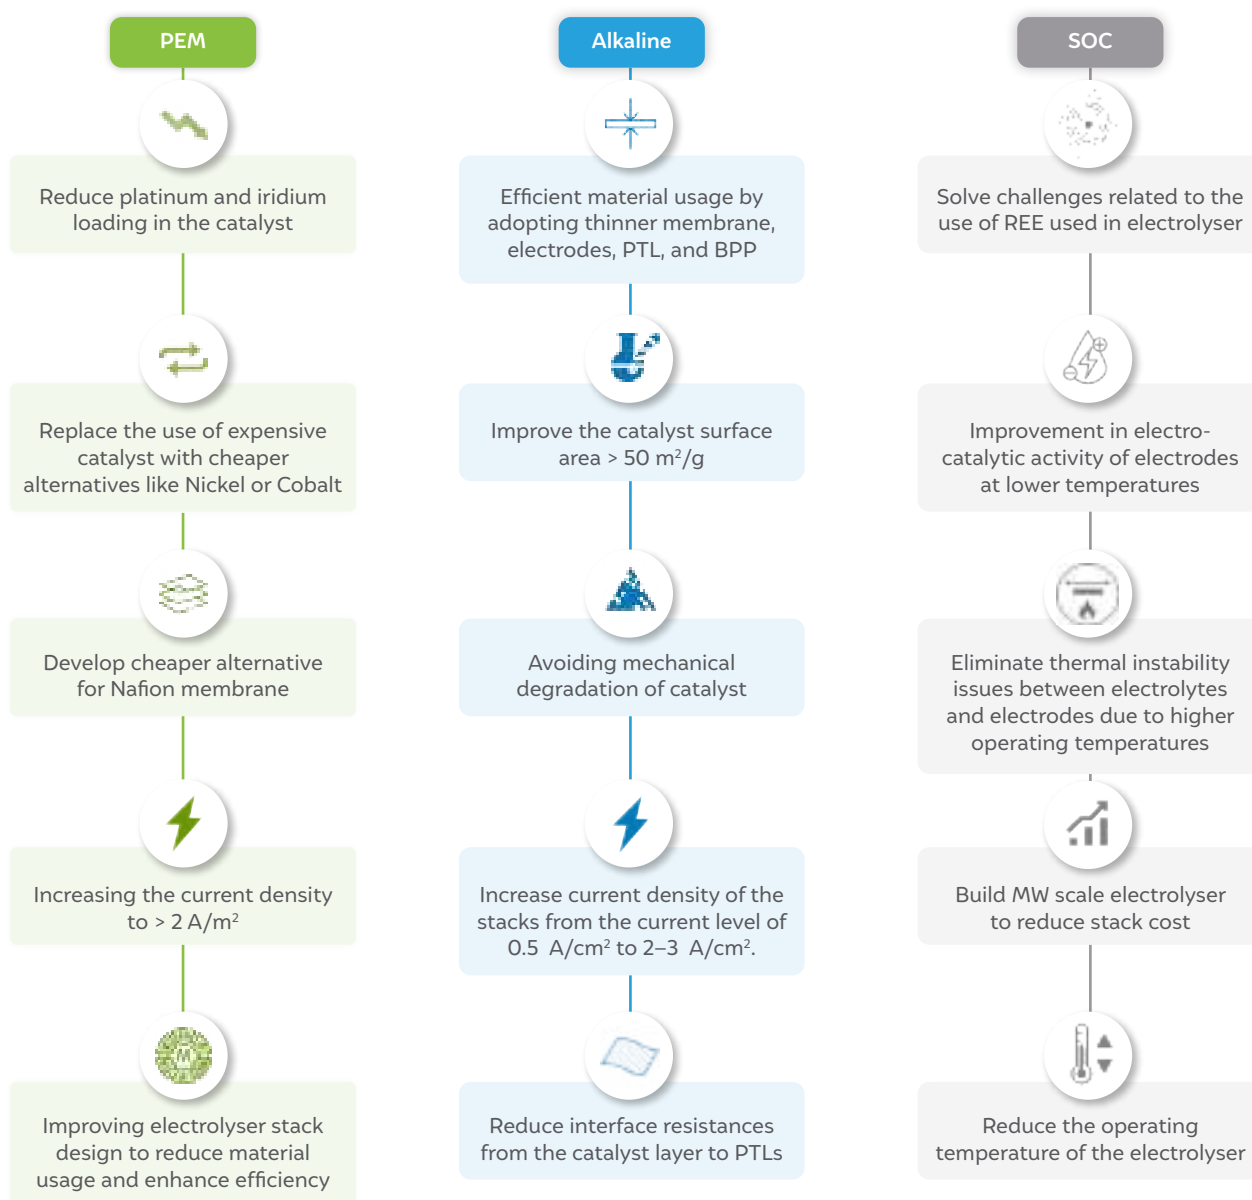 PEM
Reduce platinum and iridium
loading in the catalyst
Replace the use of expensive
catalyst with cheaper
alternatives like Nickel or Cobalt
Develop cheaper alternative
for Nafion membrane
Increasing the current density
to > 2 A/m²
M
Improving electrolyser stack
design to reduce material
usage and enhance efficiency
Alkaline
Efficient material usage by
adopting thinner membrane,
electrodes, PTL, and BPP
Improve the catalyst surface
area > 50 m²/g
Avoiding mechanical
degradation of catalyst
Increase current density of the
stacks from the current level of
0.5 A/cm² to 2–3 A/cm².
Reduce interface resistances
from the catalyst layer to PTLs
SOC
Solve challenges related to the
use of REE used in electrolyser
Improvement in electro-
catalytic activity of electrodes
at lower temperatures
Eliminate thermal instability
issues between electrolytes
and electrodes due to higher
operating temperatures
Build MW scale electrolyser
to reduce stack cost
Reduce the operating
temperature of the electrolyser